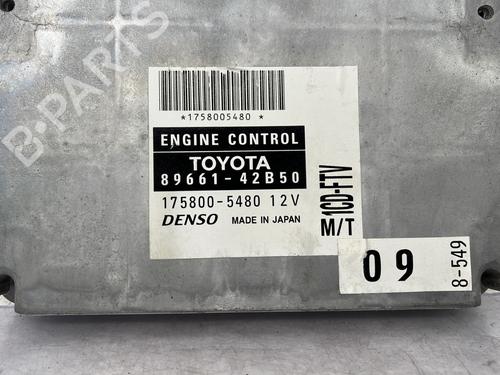 B-PARTS
*1758005480 *
ENGINE CONTROL
TOYOTA
89661-42B50
175800-5480 12V
DENSO MADE IN JAPAN
1CD-FTV
M/T
09
8-549